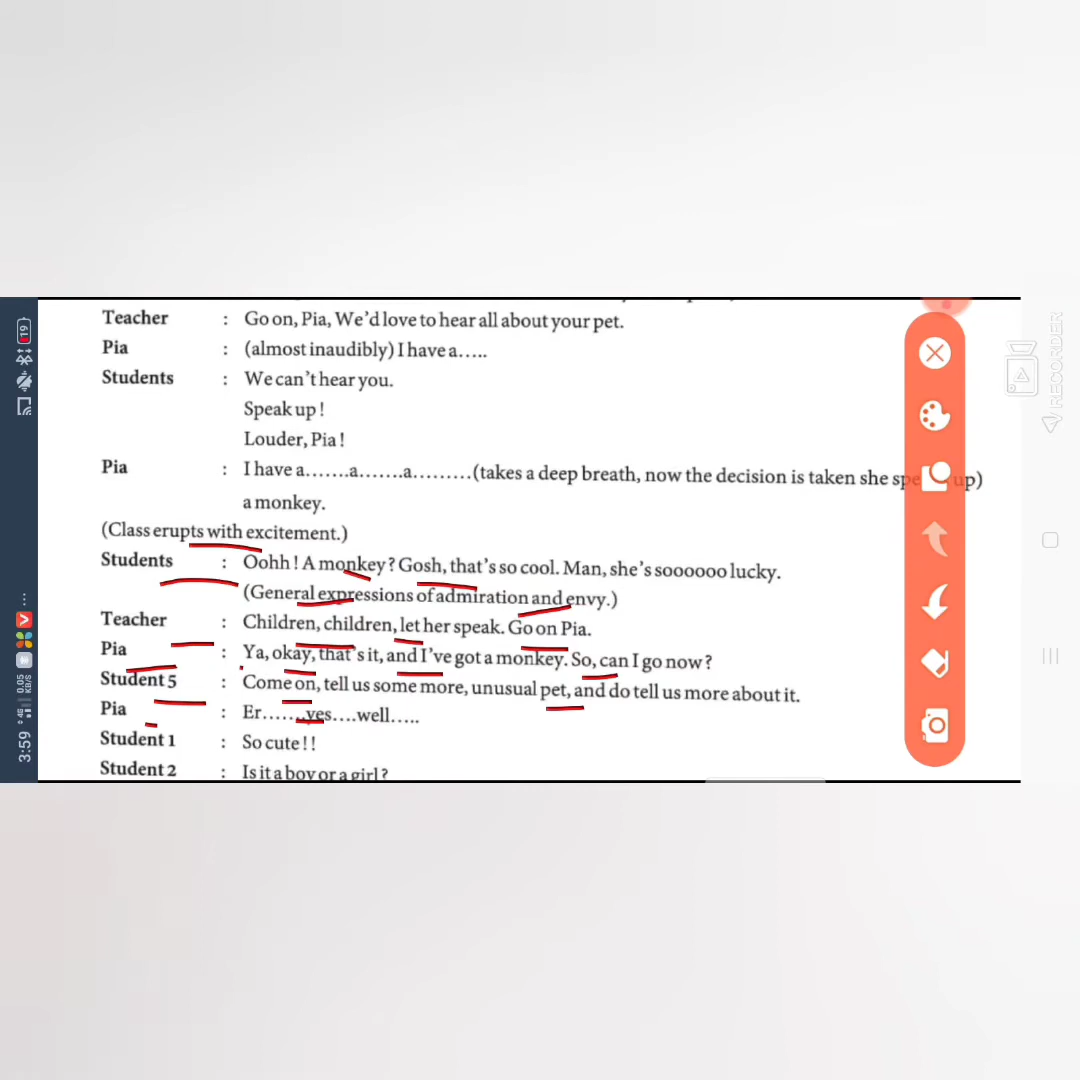 Teacher : Go on, Pia, We'd love to hear all about your pet.
Pia : (almost inaudibly) I have a…..
Students : We can't hear you.
Speak up !
Louder, Pia !
Pia : I have a…….a…….a………(takes a deep breath, now the decision is taken she spe up)
a monkey.
(Class erupts with excitement.)
Students : Oohh ! A monkey ? Gosh, that's so cool. Man, she's soooooo lucky.
(General expressions of admiration and envy.)
Teacher : Children, children, let her speak. Go on Pia.
Pia : Ya, okay, that's it, and I've got a monkey. So, can I go now ?
Student 5 : Come on, tell us some more, unusual pet, and do tell us more about it.
Pia : Er…….yes….well…..
Student 1 : So cute ! !
Student 2 : Is it a boy or a girl ?
3:59
4G
0.05 KB/S
19
RECORDER